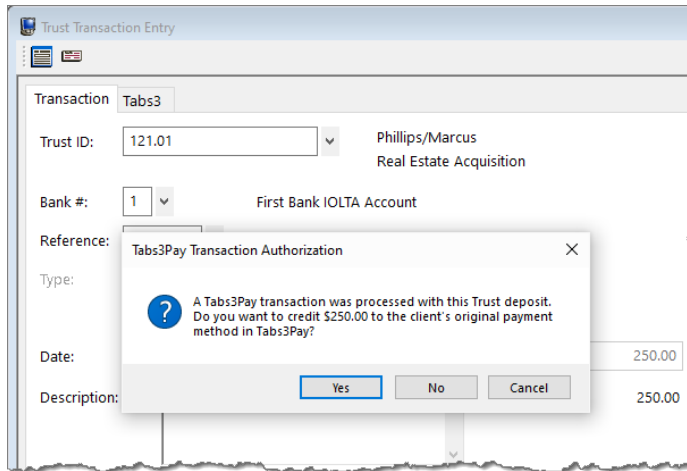 Trust Transaction Entry
Transaction Tabs3
Trust ID: 121.01 Phillips/Marcus
Real Estate Acquisition
Bank #: 1 First Bank IOLTA Account
Reference:
Tabs3Pay Transaction Authorization
Type:
A Tabs3Pay transaction was processed with this Trust deposit.
Do you want to credit $250.00 to the client's original payment
method in Tabs3Pay?
Date: 250.00
Yes No Cancel
Description: 250.00